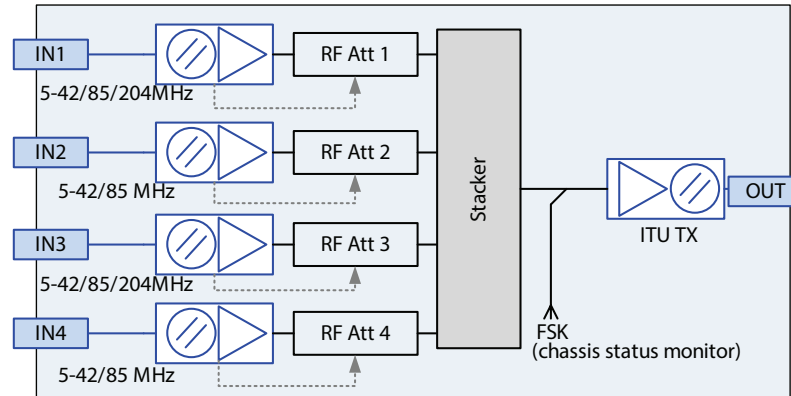 IN1
RF Att 1
5-42/85/204MHz
IN2
RF Att 2
5-42/85 MHz
Stacker
OUT
ITU TX
IN3
RF Att 3
5-42/85/204MHz
IN4
RF Att 4
FSK
(chassis status monitor)
5-42/85 MHz